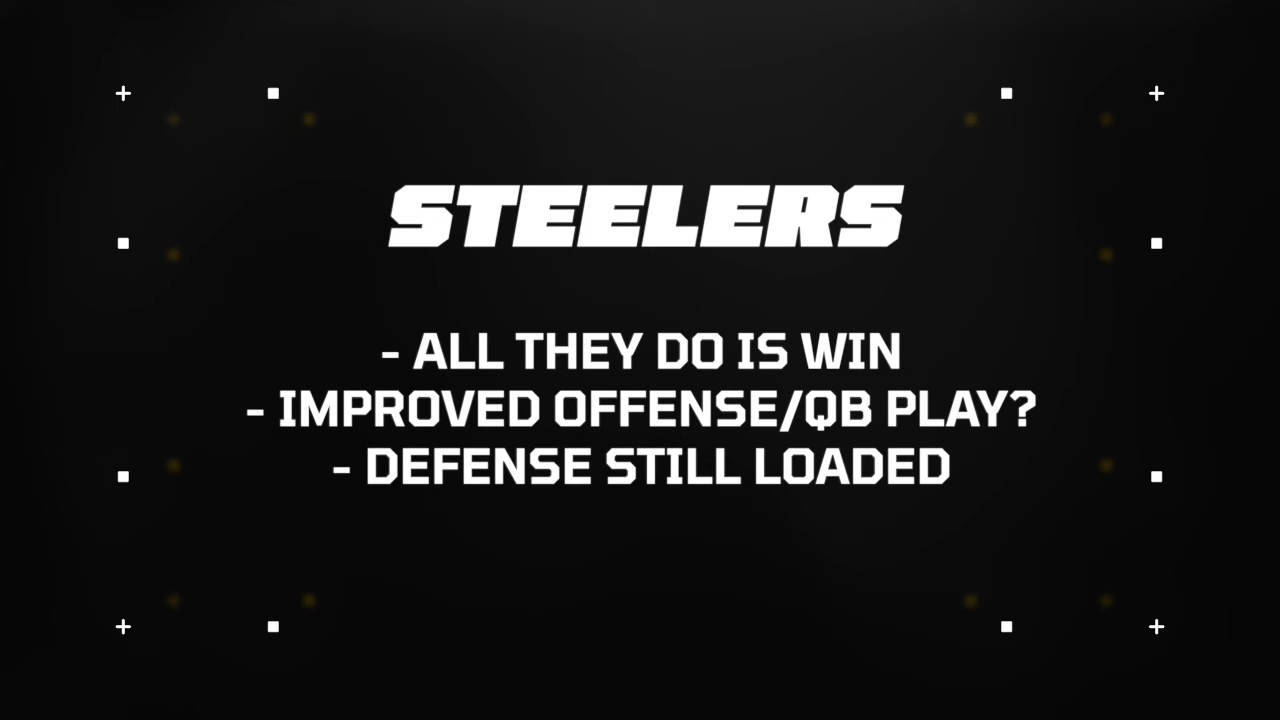 STEELERS
- ALL THEY DO IS WIN
- IMPROVED OFFENSE/QB PLAY?
- DEFENSE STILL LOADED